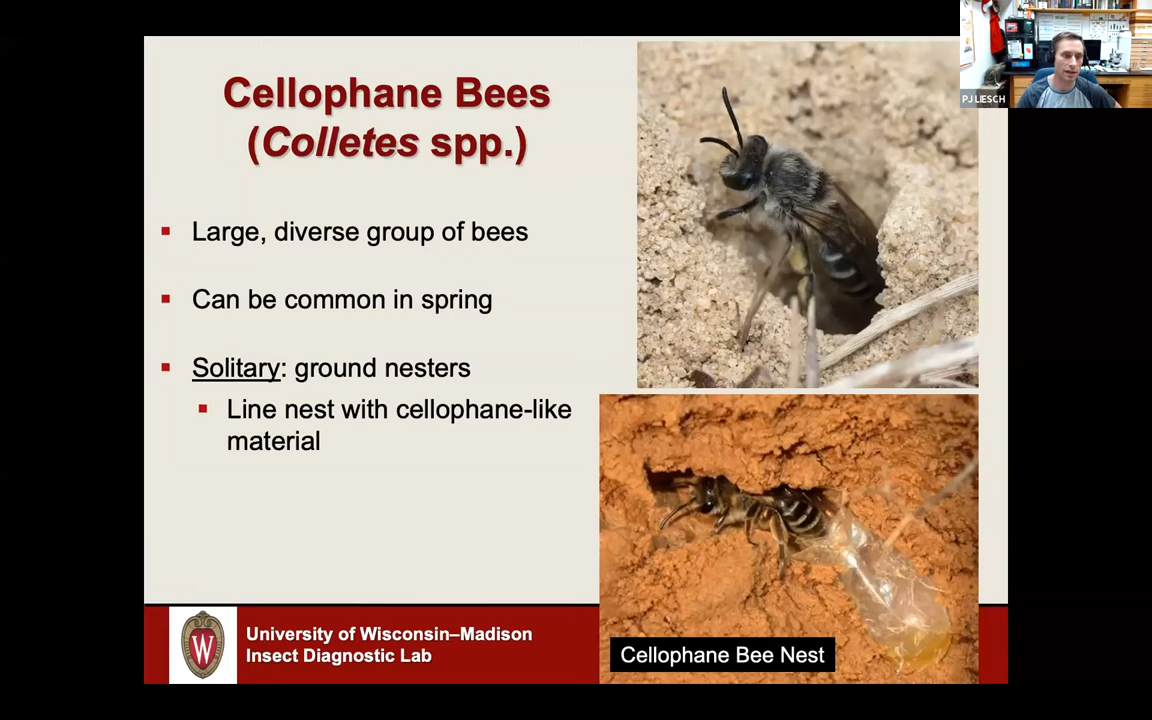 Cellophane Bees
(Colletes spp.)
Large, diverse group of bees
Can be common in spring
Solitary: ground nesters
Line nest with cellophane-like
material
Cellophane Bee Nest
W
University of Wisconsin–Madison
Insect Diagnostic Lab
PJ LIESCH